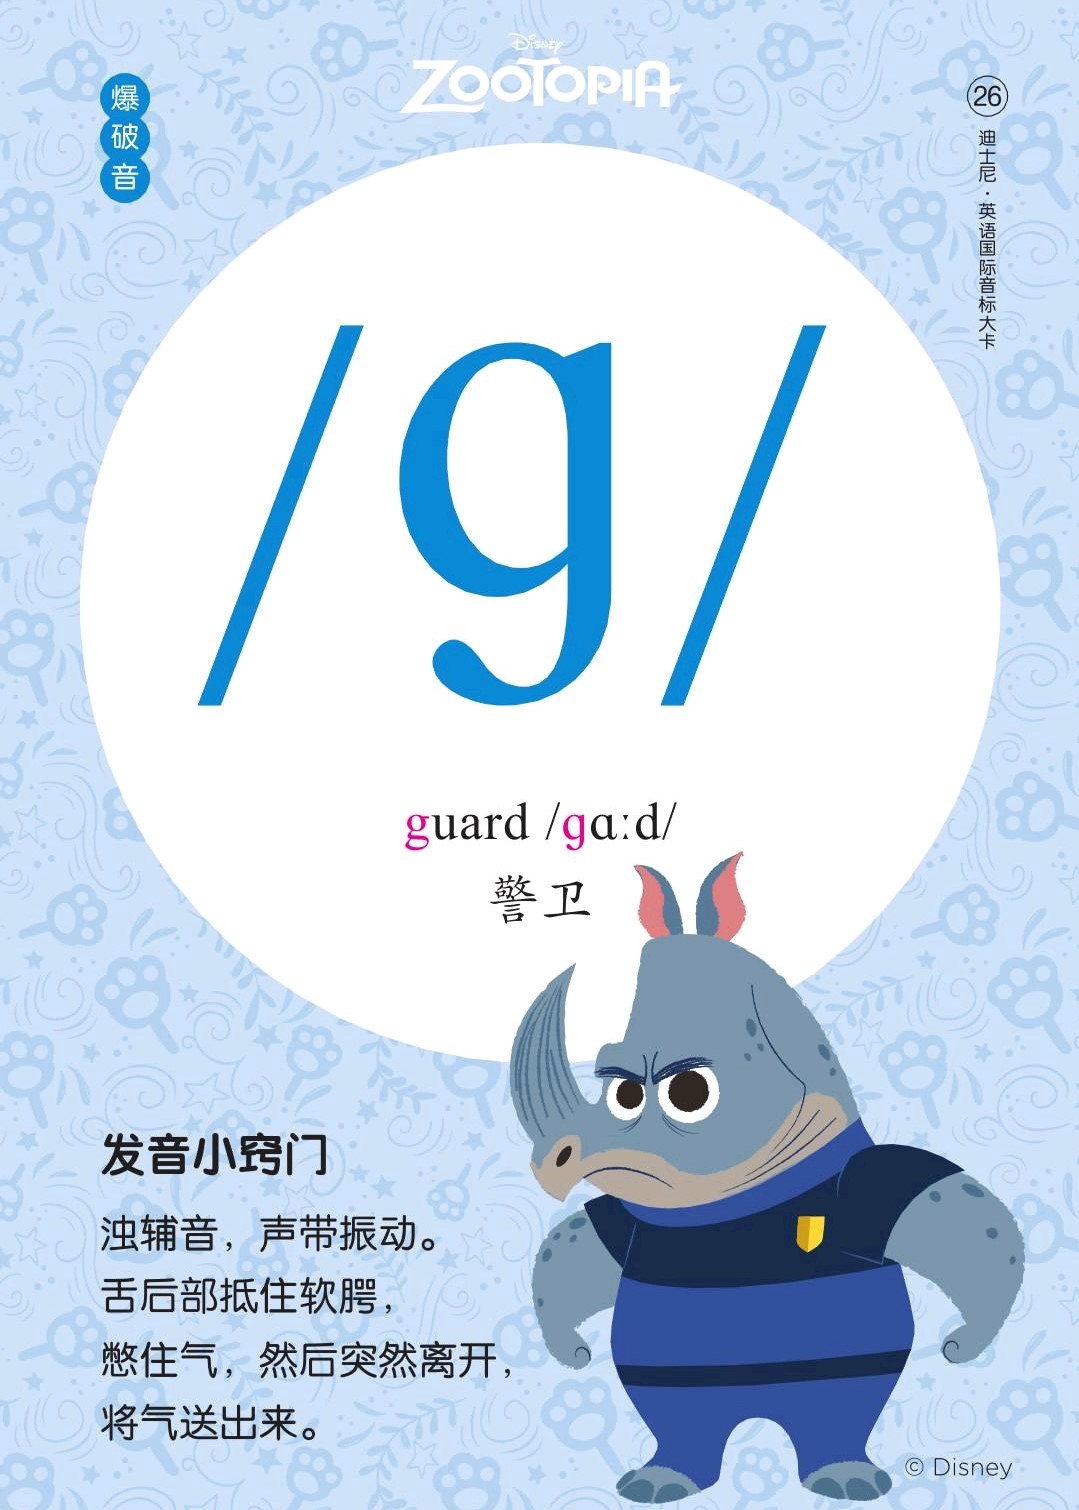 Disney
ZOOTOPIA
爆破音
26
迪士尼·英语国际音标大卡
/ɡ/
guard /ɡɑːd/
警卫
发音小窍门
浊辅音，声带振动。
舌后部抵住软腭，
憋住气，然后突然离开，
将气送出来。
© Disney